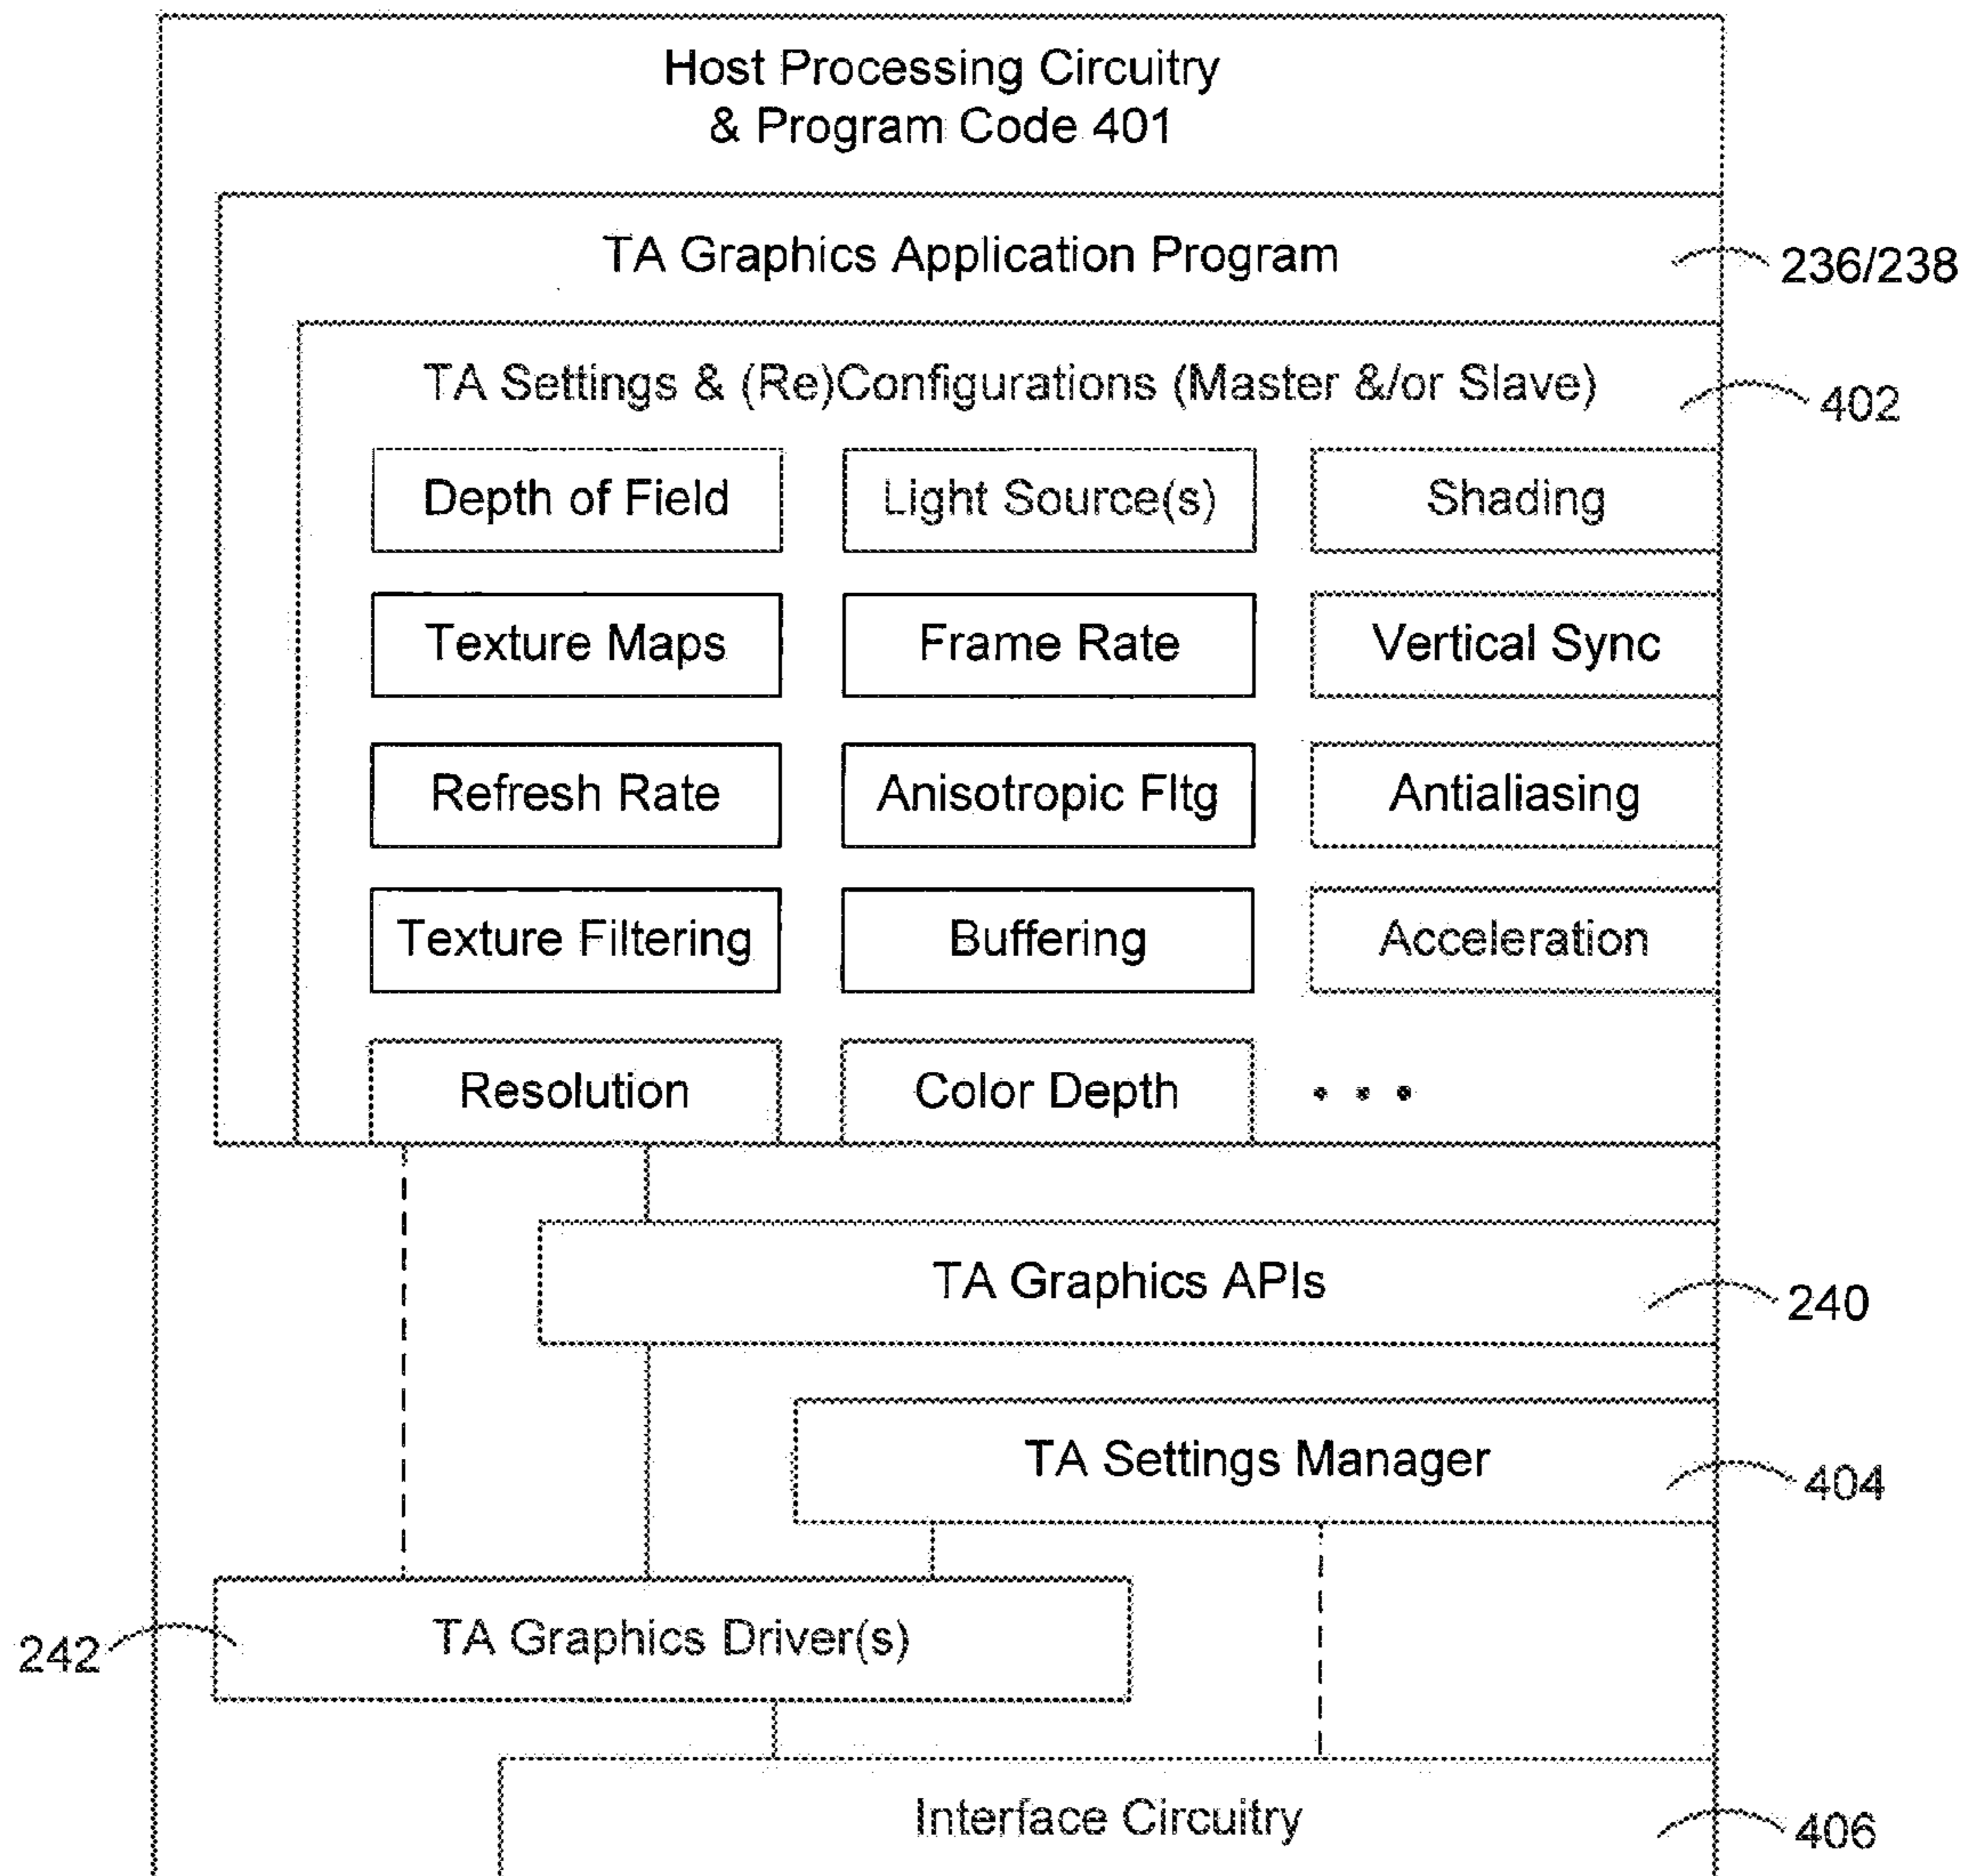 Host Processing Circuitry
& Program Code 401
TA Graphics Application Program
236/238
TA Settings & (Re)Configurations (Master &/or Slave)
402
Depth of Field
Light Source(s)
Shading
Texture Maps
Frame Rate
Vertical Sync
Refresh Rate
Anisotropic Fltg
Antialiasing
Texture Filtering
Buffering
Acceleration
Resolution
Color Depth
• • •
TA Graphics APIs
240
TA Settings Manager
404
242
TA Graphics Driver(s)
Interface Circuitry
406